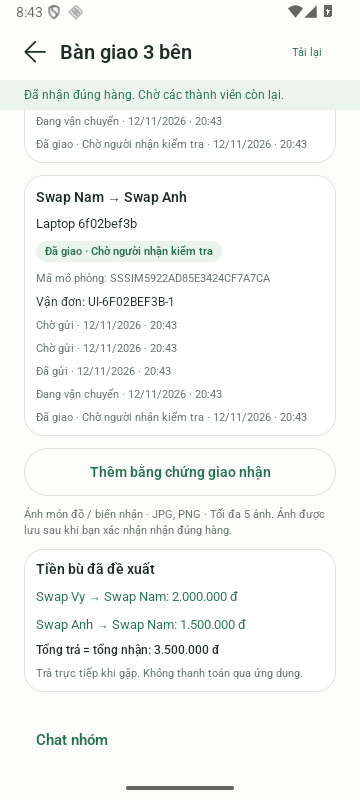 8:43
Bàn giao 3 bên
Tải lại
Đã nhận đúng hàng. Chờ các thành viên còn lại.
Đang vận chuyển · 12/11/2026 · 20:43
Đã giao · Chờ người nhận kiểm tra · 12/11/2026 · 20:43
Swap Nam → Swap Anh
Laptop 6f02bef3b
Đã giao · Chờ người nhận kiểm tra
Mã mô phỏng: SSSIM5922AD85E3424CF7A7CA
Vận đơn: UI-6F02BEF3B-1
Chờ gửi · 12/11/2026 · 20:43
Chờ gửi · 12/11/2026 · 20:43
Đã gửi · 12/11/2026 · 20:43
Đang vận chuyển · 12/11/2026 · 20:43
Đã giao · Chờ người nhận kiểm tra · 12/11/2026 · 20:43
Thêm bằng chứng giao nhận
Ảnh món đồ / biên nhận · JPG, PNG · Tối đa 5 ảnh. Ảnh được
lưu sau khi bạn xác nhận nhận đúng hàng.
Tiền bù đã đề xuất
Swap Vy → Swap Nam: 2.000.000 đ
Swap Anh → Swap Nam: 1.500.000 đ
Tổng trả = tổng nhận: 3.500.000 đ
Trả trực tiếp khi gặp. Không thanh toán qua ứng dụng.
Chat nhóm